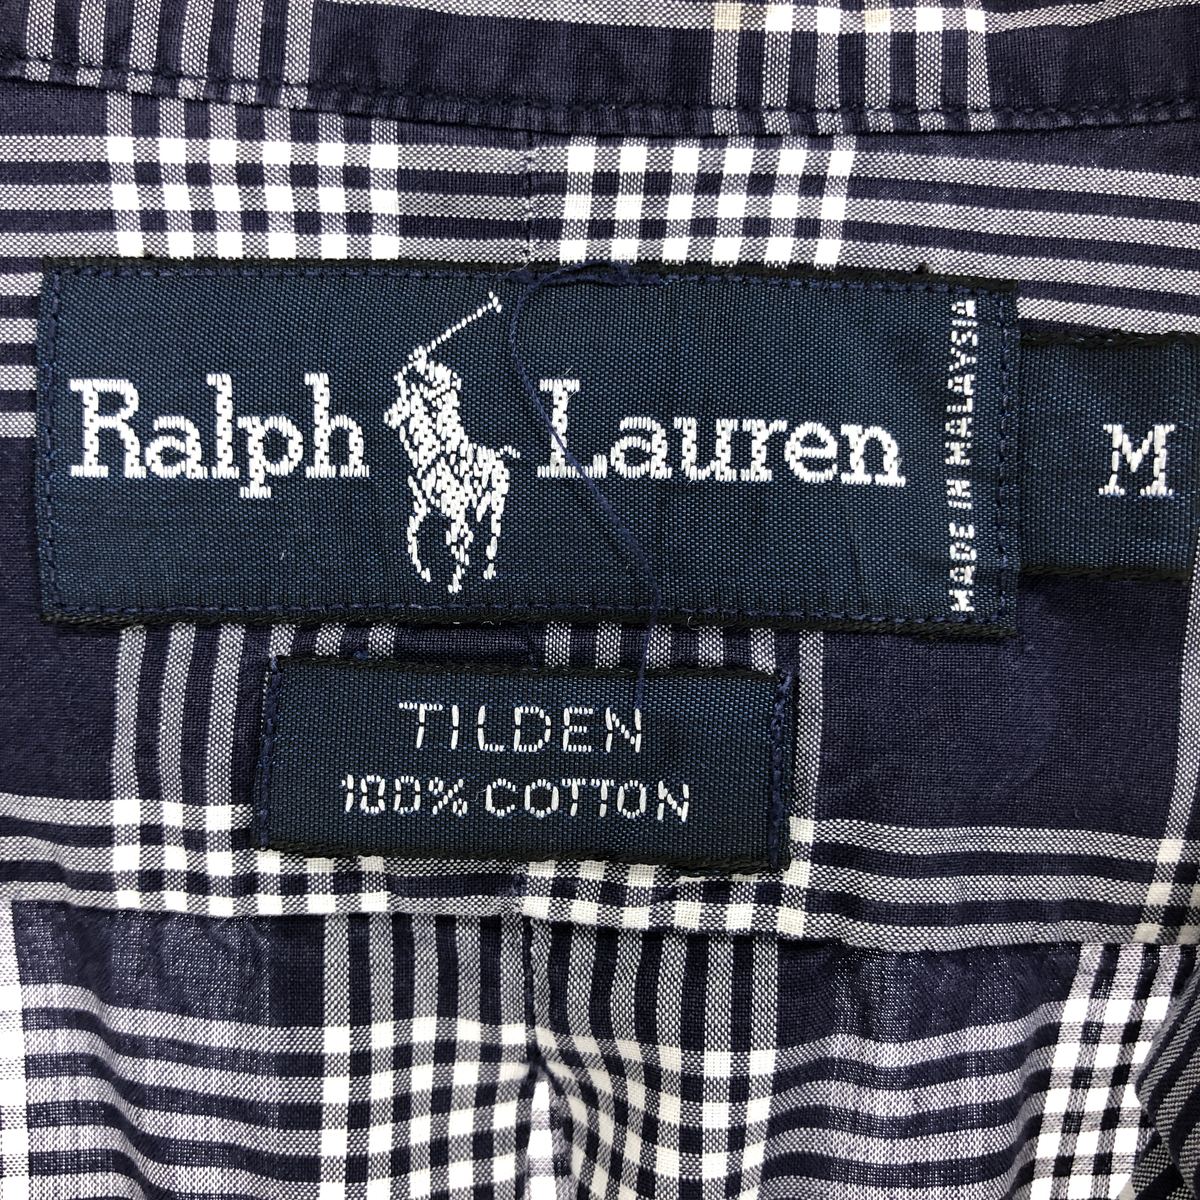 Ralph Lauren
MADE IN MALAYSIA
M
TILDEN
100% COTTON